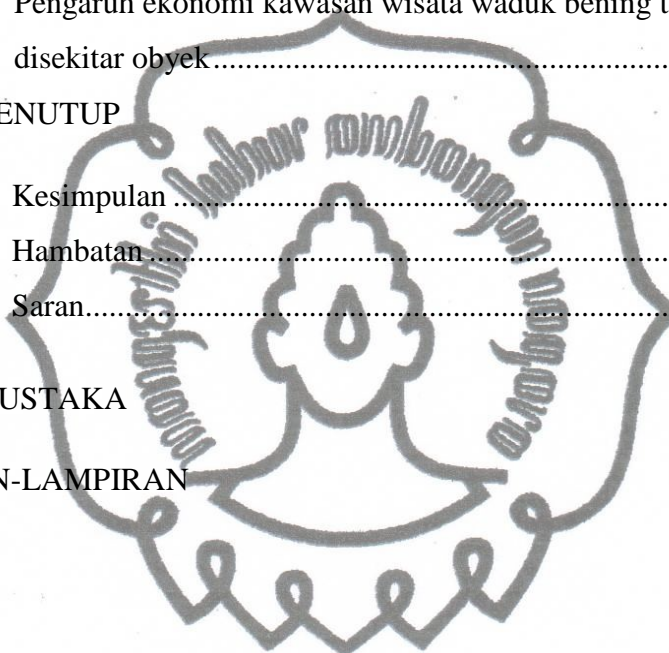 Pengaruh ekonomi kawasan wisata waduk bening t
disekitar obyek....................................................................
ENUTUP
Kesimpulan ........................................................................
Hambatan ...........................................................................
Saran....................................................................................
USTAKA
N-LAMPIRAN